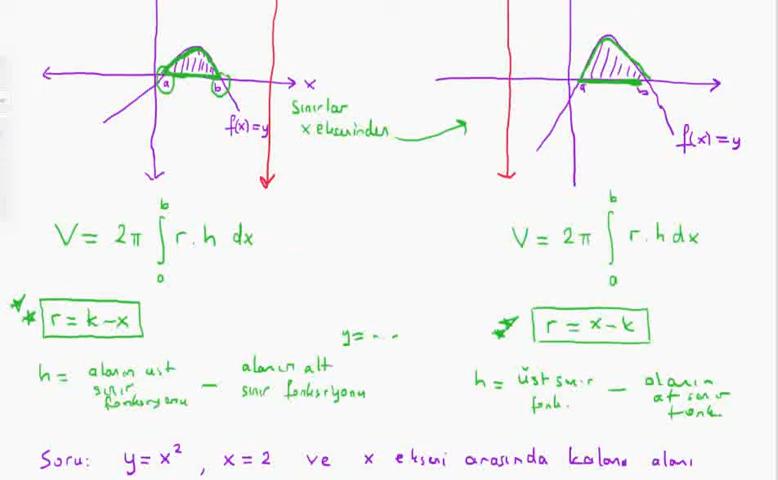 a b x
f(x)=y
Sınırlar
x ekseninden
a b
f(x)=y
b
V = 2π ∫ r.h dx
a
b
V = 2π ∫ r.h dx
a
r = k-x
y = ...
r = x-k
h = alanın üst
sınır
fonksiyonu
- alanın alt
sınır fonksiyonu
h = üst sınır
fonk.
- alanın
alt sınır
fonk
Soru: y = x², x = 2 ve x ekseni arasında kalan alanı